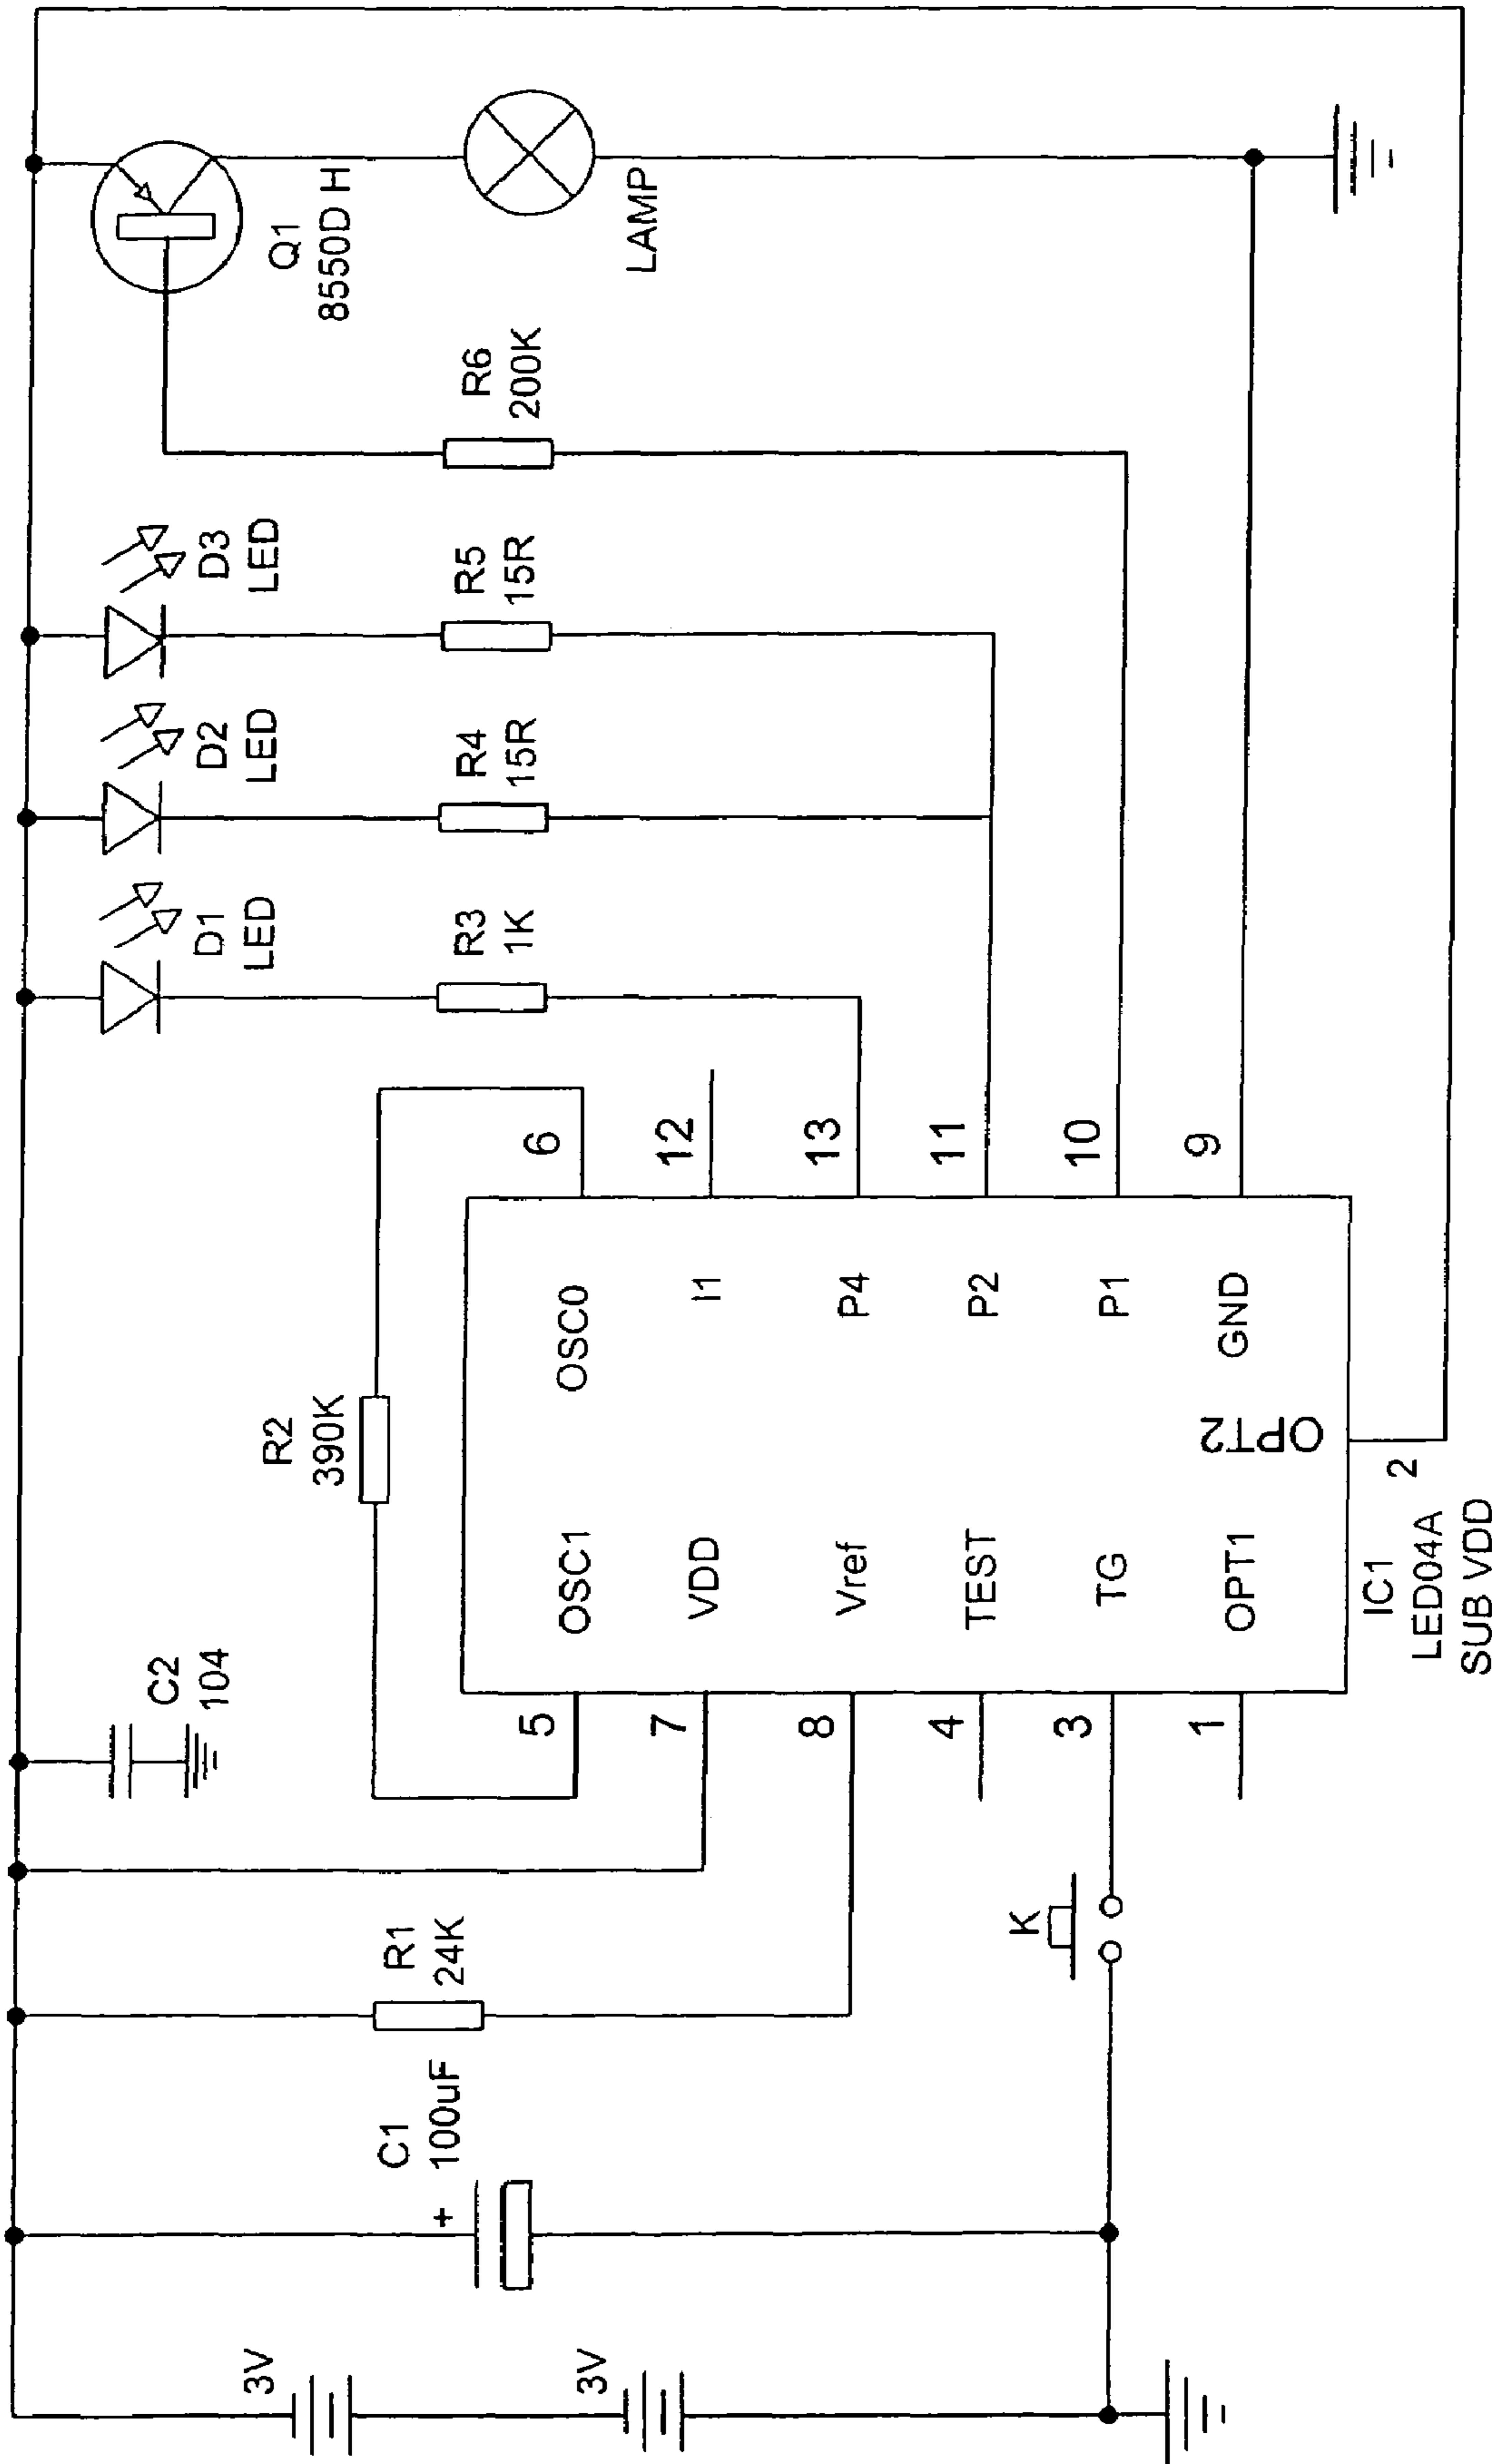 3V
3V
C1
100uF
+
R1
24K
C2
104
K
R2
390K
5
7
8
4
3
1
OSC1
VDD
Vref
TEST
TG
OPT1
OPT2
2
OSC0
I1
P4
P2
P1
GND
6
12
13
11
10
9
IC1
LED04A
SUB VDD
D1
LED
R3
1K
D2
LED
R4
15R
D3
LED
R5
15R
R6
200K
Q1
8550D H
LAMP